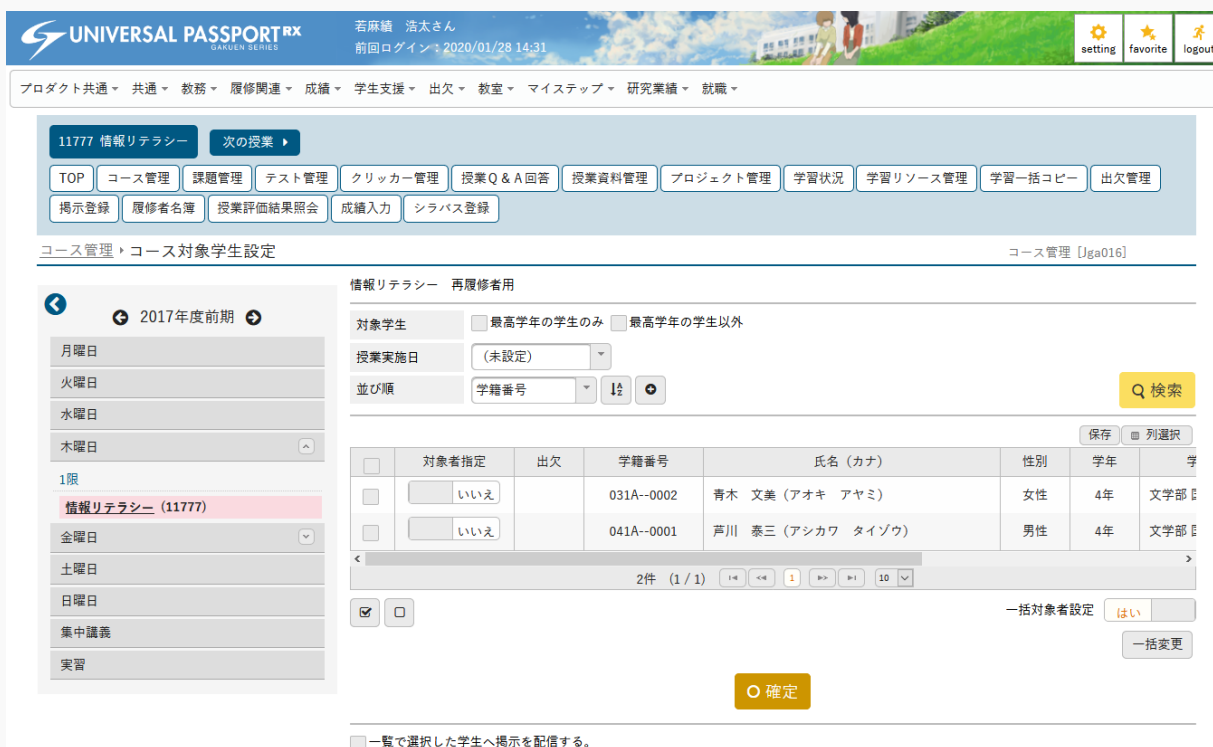 UNIVERSAL PASSPORT RX
GAKUEN SERIES
若麻績 浩太さん
前回ログイン:2020/01/28 14:31
setting favorite logout
プロダクト共通 共通 教務 履修関連 成績 学生支援 出欠 教室 マイステップ 研究業績 就職
11777 情報リテラシー 次の授業
TOP コース管理 課題管理 テスト管理 クリッカー管理 授業Q&A回答 授業資料管理 プロジェクト管理 学習状況 学習リソース管理 学習一括コピー 出欠管理
掲示登録 履修者名簿 授業評価結果照会 成績入力 シラバス登録
コース管理 コース対象学生設定 コース管理 [Jga016]
2017年度前期
月曜日
火曜日
水曜日
木曜日
1限
情報リテラシー (11777)
金曜日
土曜日
日曜日
集中講義
実習
情報リテラシー 再履修者用
対象学生 最高学年の学生のみ 最高学年の学生以外
授業実施日 (未設定)
並び順 学籍番号
検索
保存 列選択
対象者指定 出欠 学籍番号 氏名(カナ) 性別 学年 学
いいえ 031A--0002 青木 文美(アオキ アヤミ) 女性 4年 文学部 国
いいえ 041A--0001 芦川 泰三(アシカワ タイゾウ) 男性 4年 文学部 国
2件 (1/1) 1 10
一括対象者設定 はい
一括変更
確定
一覧で選択した学生へ掲示を配信する。